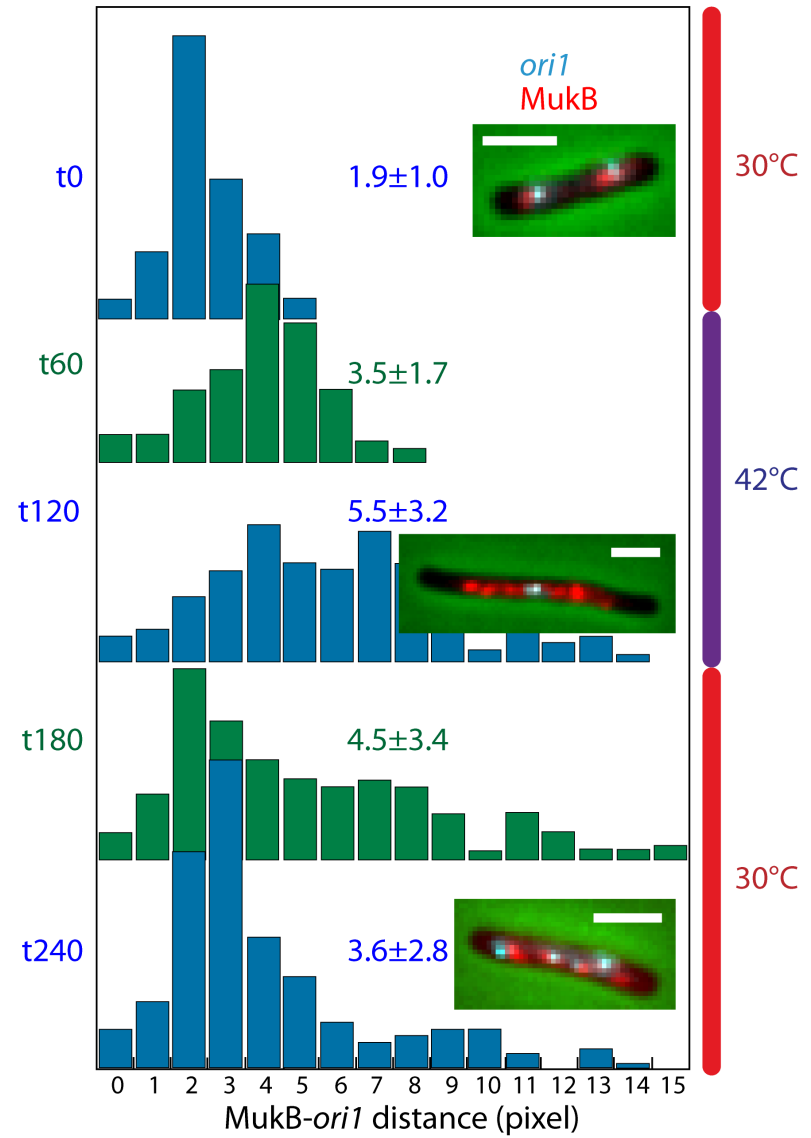 ori1
MukB
t0
1.9±1.0
30°C
t60
3.5±1.7
42°C
t120
5.5±3.2
t180
4.5±3.4
30°C
t240
3.6±2.8
0 1 2 3 4 5 6 7 8 9 10 11 12 13 14 15
MukB-ori1 distance (pixel)